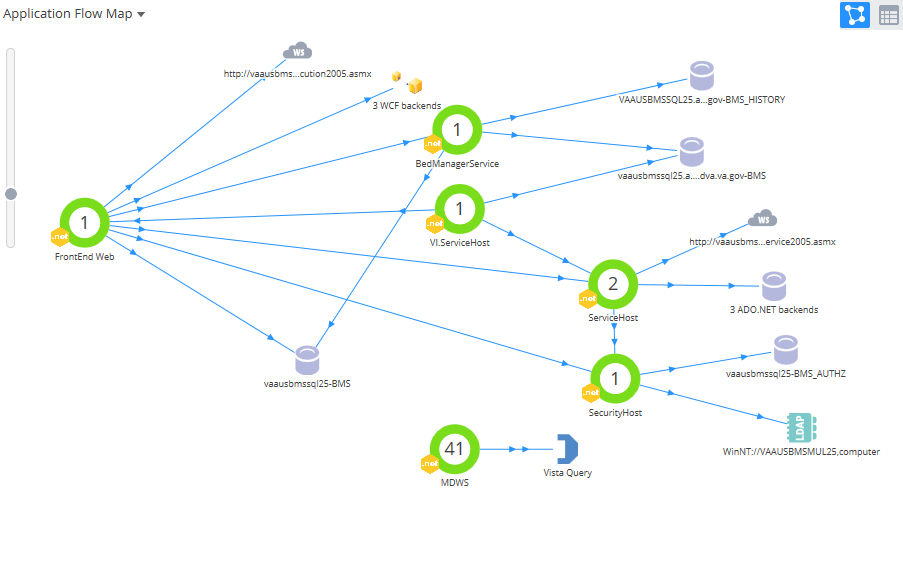 Application Flow Map
WS
http://vaausbms...cution2005.asmx
3 WCF backends
VAAUSBMSSQL25.a...gov-BMS_HISTORY
1
.net
BedManagerService
vaausbmssql25.a....dva.va.gov-BMS
1
.net
VI.ServiceHost
1
.net
FrontEnd Web
WS
http://vaausbms...ervice2005.asmx
2
.net
ServiceHost
3 ADO.NET backends
vaausbmssql25-BMS
1
.net
SecurityHost
vaausbmssql25-BMS_AUTHZ
LDAP
WinNT://VAAUSBMSMUL25,computer
41
.net
MDWS
Vista Query